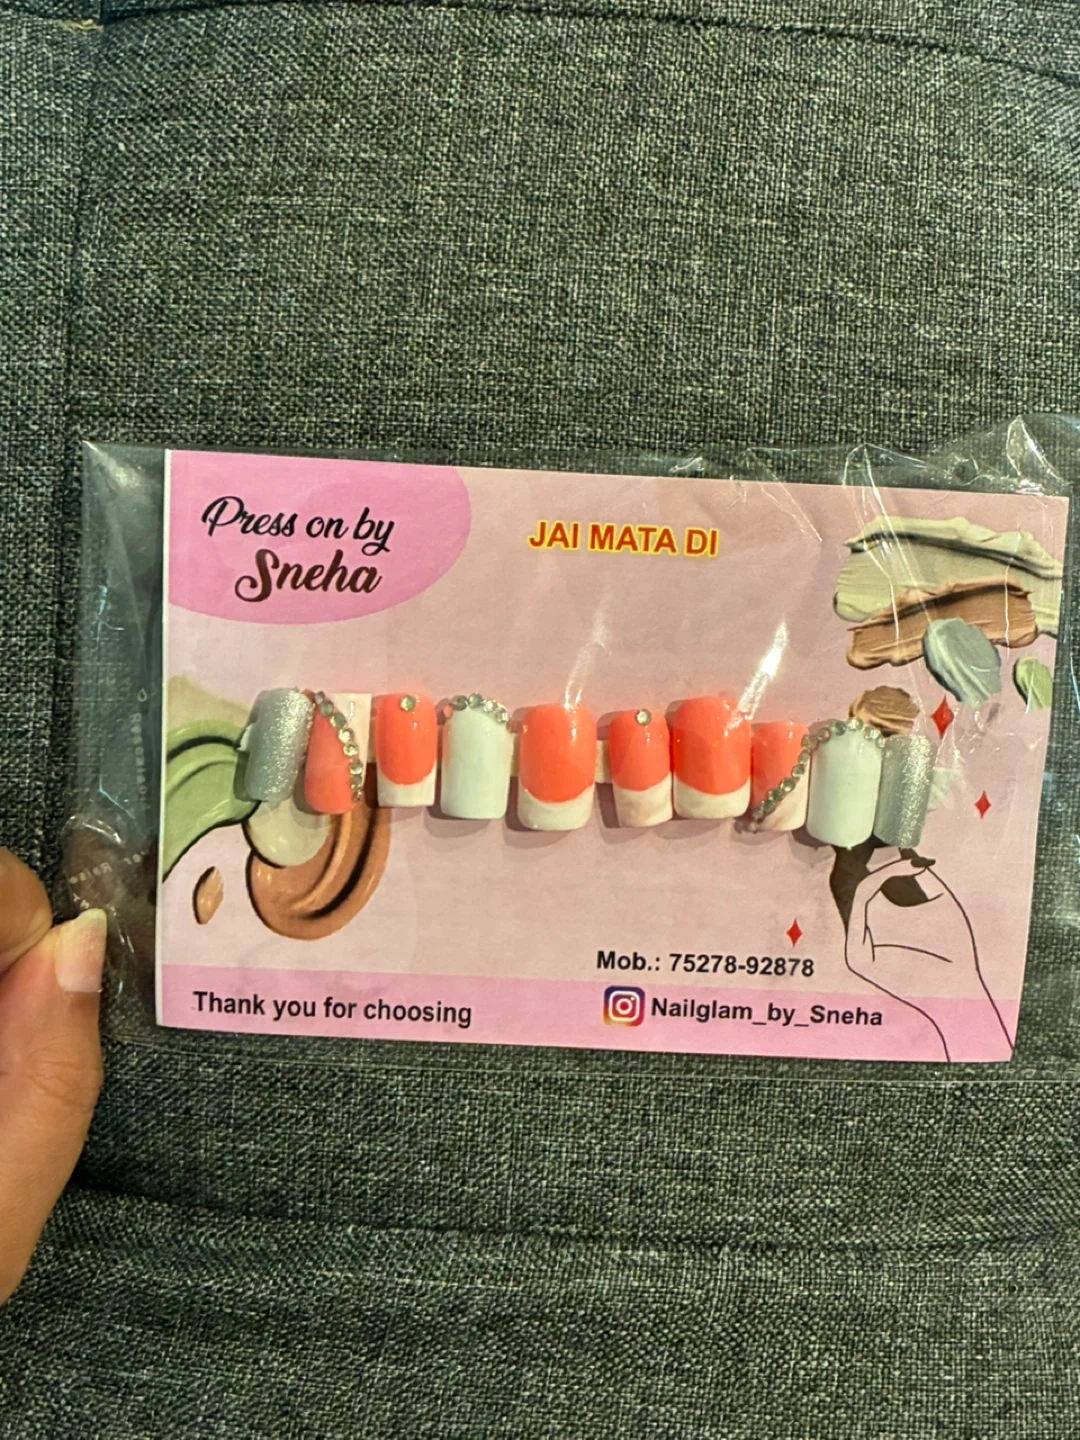 Press on by
Sneha
JAI MATA DI
Mob.: 75278-92878
Thank you for choosing
Nailglam_by_Sneha